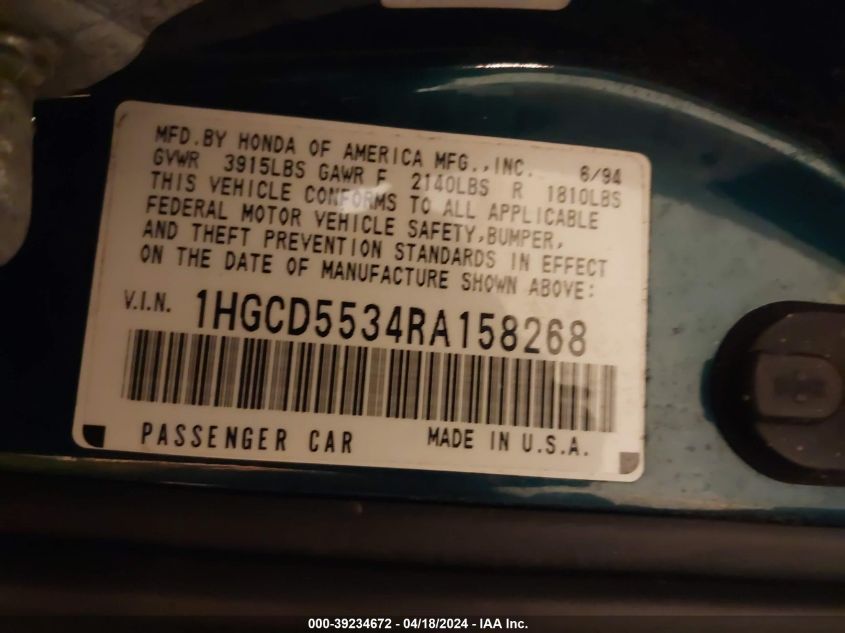 MFD.BY HONDA OF AMERICA MFG.,INC. 6/94
GVWR 3915LBS GAWR F 2140LBS R 1810LBS
THIS VEHICLE CONFORMS TO ALL APPLICABLE
FEDERAL MOTOR VEHICLE SAFETY,BUMPER,
AND THEFT PREVENTION STANDARDS IN EFFECT
ON THE DATE OF MANUFACTURE SHOWN ABOVE:
V.I.N. 1HGCD5534RA158268
PASSENGER CAR MADE IN U.S.A.
000-39234672 - 04/18/2024 - IAA Inc.